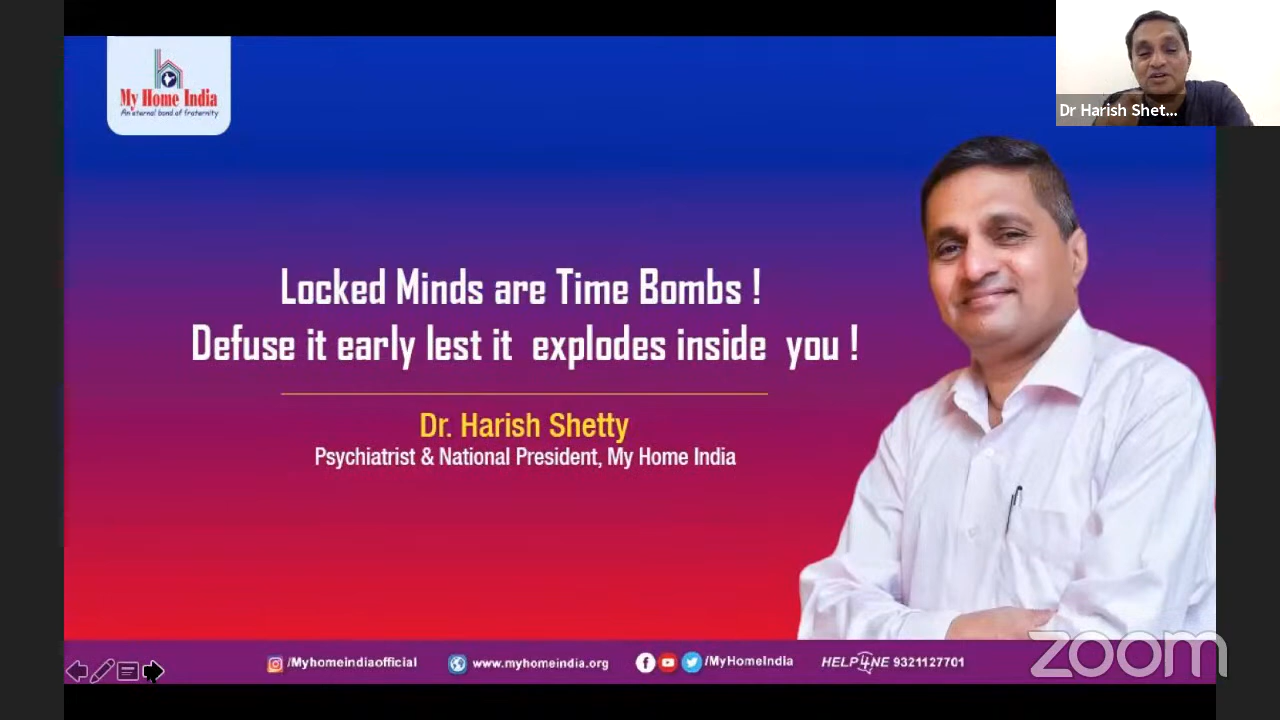 My Home India
An eternal bond of fraternity
Dr Harish Shet...
Locked Minds are Time Bombs !
Defuse it early lest it explodes inside you !
Dr. Harish Shetty
Psychiatrist & National President, My Home India
/Myhomeindiaofficial
www.myhomeindia.org
/MyHomeIndia
HELP4NE 9321127701
zoom